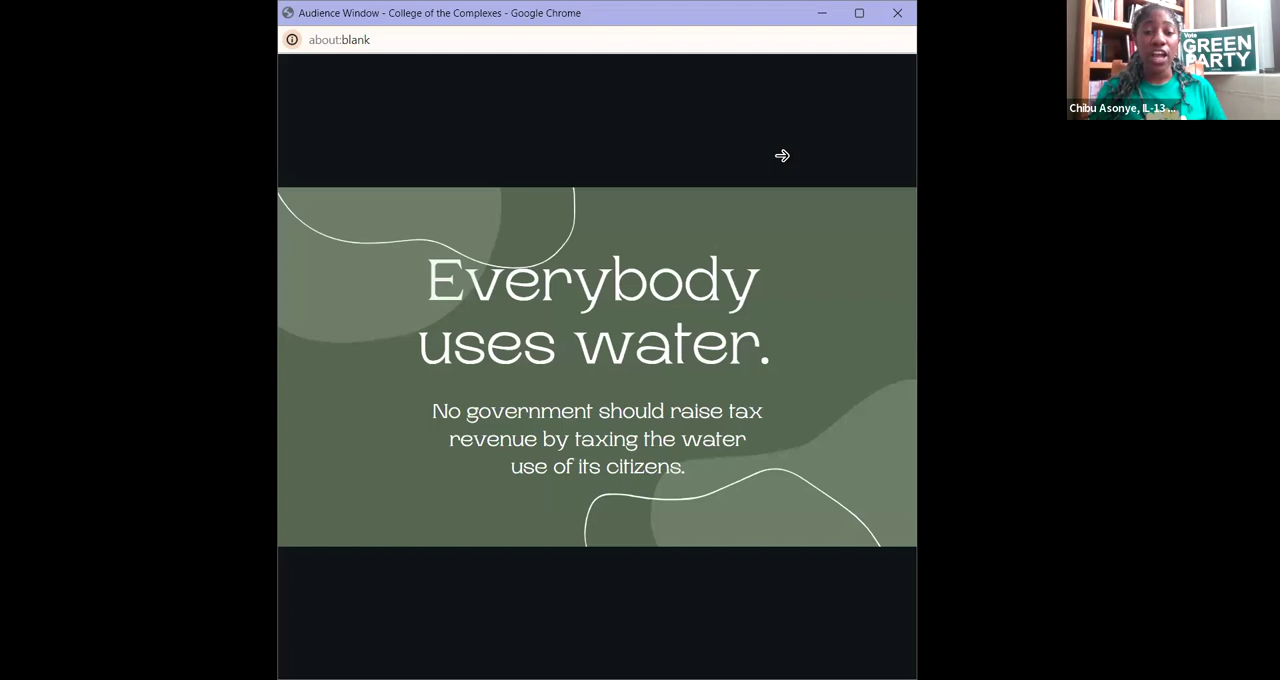 Audience Window - College of the Complexes - Google Chrome
about:blank
Everybody
uses water.
No government should raise tax
revenue by taxing the water
use of its citizens.
Vote
GREEN
PARTY
Chibu Asonye, IL-13-...